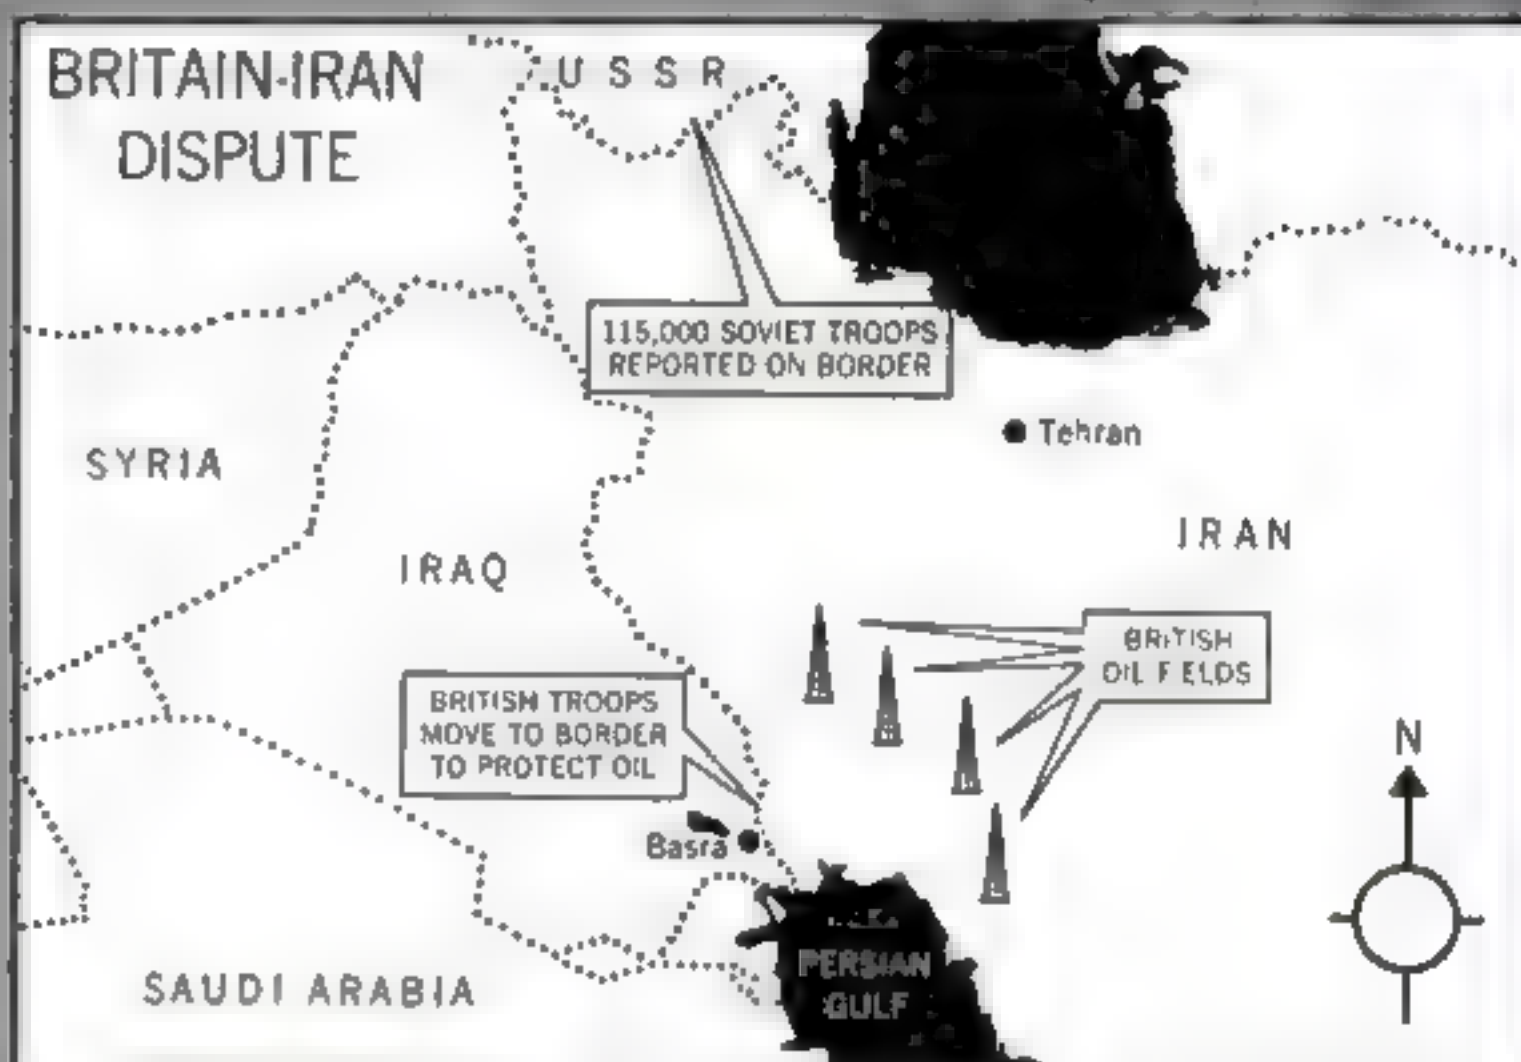 BRITAIN-IRAN
DISPUTE
U S S R
115,000 SOVIET TROOPS
REPORTED ON BORDER
Tehran
SYRIA
IRAN
IRAQ
BRITISH
OIL FIELDS
BRITISH TROOPS
MOVE TO BORDER
TO PROTECT OIL
N
Basra
PERSIAN
GULF
SAUDI ARABIA